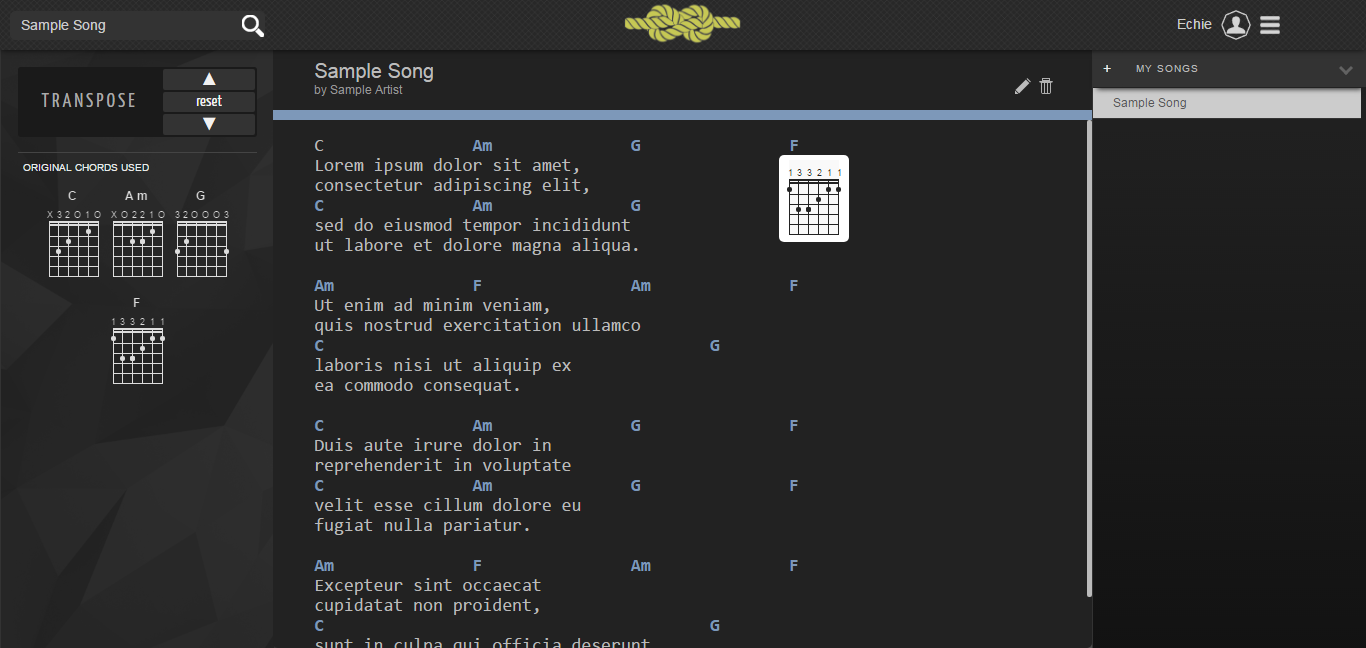 Sample Song
Echie
TRANSPOSE
reset
ORIGINAL CHORDS USED
C Am G
X32010 X02210 320003
F
133211
Sample Song
by Sample Artist
C Am G F
Lorem ipsum dolor sit amet,
consectetur adipiscing elit,
C Am G
sed do eiusmod tempor incididunt
ut labore et dolore magna aliqua.
133211
Am F Am F
Ut enim ad minim veniam,
quis nostrud exercitation ullamco
C G
laboris nisi ut aliquip ex
ea commodo consequat.
C Am G F
Duis aute irure dolor in
reprehenderit in voluptate
C Am G F
velit esse cillum dolore eu
fugiat nulla pariatur.
Am F Am F
Excepteur sint occaecat
cupidatat non proident,
C G
sunt in culpa qui officia deserunt
+ MY SONGS
Sample Song